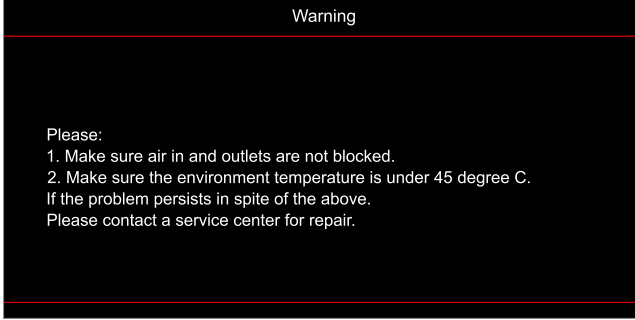 Warning
Please:
1. Make sure air in and outlets are not blocked.
2. Make sure the environment temperature is under 45 degree C.
If the problem persists in spite of the above.
Please contact a service center for repair.